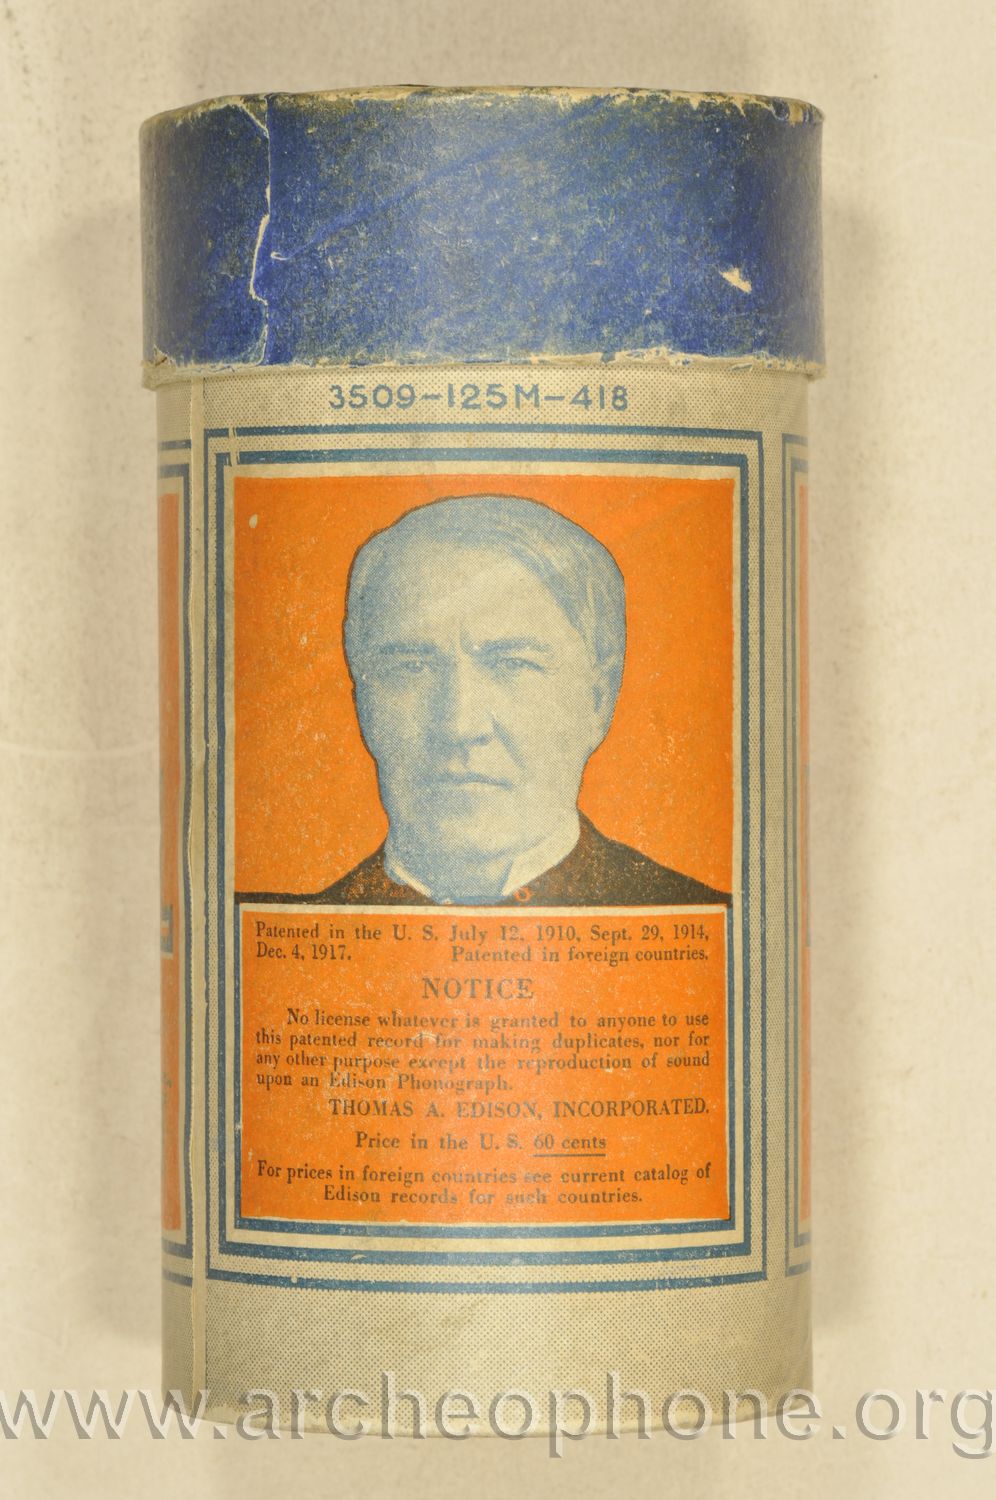 3509-125M-418
Patented in the U. S. July 12, 1910, Sept. 29, 1914,
Dec. 4, 1917. Patented in foreign countries.
NOTICE
No license whatever is granted to anyone to use
this patented record for making duplicates, nor for
any other purpose except the reproduction of sound
upon an Edison Phonograph.
THOMAS A. EDISON, INCORPORATED.
Price in the U. S. 60 cents
For prices in foreign countries see current catalog of
Edison records for such countries.
www.archeophone.org